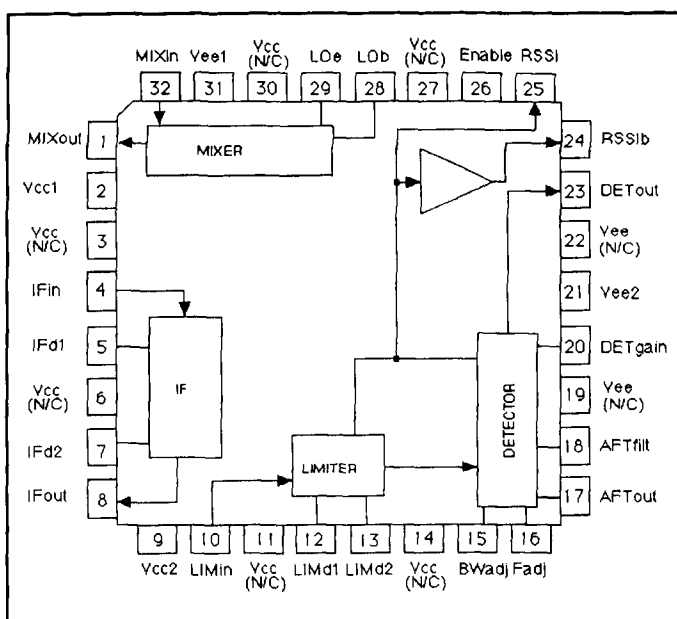 MIXin Vee1 Vcc (N/C) LOe LOb Vcc (N/C) Enable RSSI
32 31 30 29 28 27 26 25
MIXout 1
Vcc1 2
Vcc (N/C) 3
IFin 4
IFd1 5
Vcc (N/C) 6
IFd2 7
IFout 8
MIXER
IF
LIMITER
DETECTOR
24 RSSIb
23 DETout
22 Vee (N/C)
21 Vee2
20 DETgain
19 Vee (N/C)
18 AFTfilt
17 AFTout
9 10 11 12 13 14 15 16
Vcc2 LIMin Vcc (N/C) LIMd1 LIMd2 Vcc (N/C) BWadj Fadj